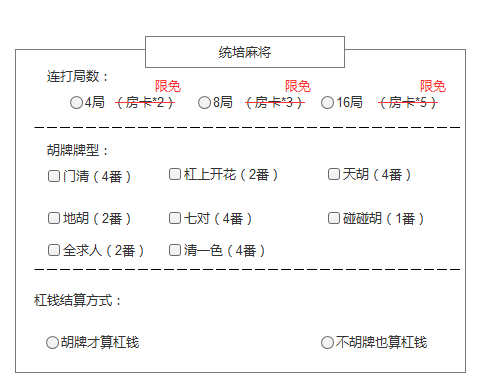 统培麻将
连打局数：
限免 限免 限免
4局 （房卡*2） 8局 （房卡*3） 16局 （房卡*5）
胡牌牌型：
门清（4番） 杠上开花（2番） 天胡（4番）
地胡（2番） 七对（4番） 碰碰胡（1番）
全求人（2番） 清一色（4番）
杠钱结算方式：
胡牌才算杠钱 不胡牌也算杠钱